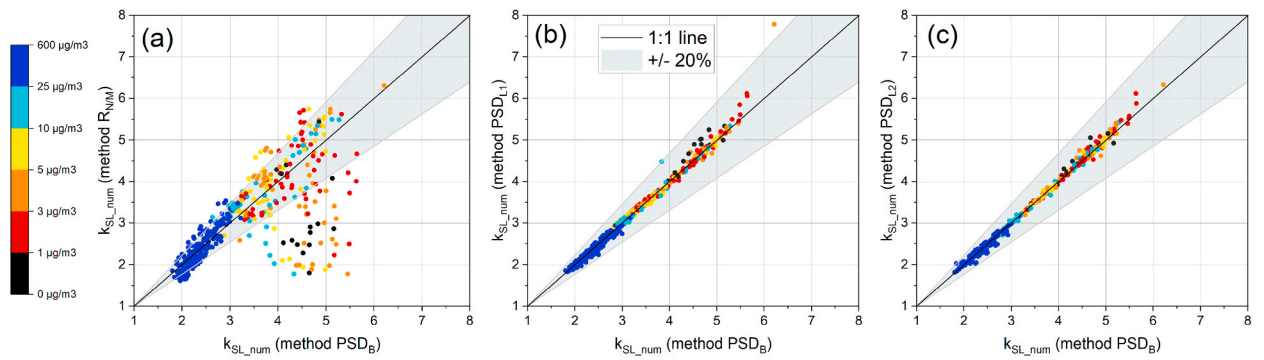 600 µg/m3
25 µg/m3
10 µg/m3
5 µg/m3
3 µg/m3
1 µg/m3
0 µg/m3
(a)
8
7
6
5
4
3
2
1
k_SL_num (method R_N/M)
1 2 3 4 5 6 7 8
k_SL_num (method PSD_B)
(b)
1:1 line
+/- 20%
8
7
6
5
4
3
2
1
k_SL_num (method PSD_L1)
1 2 3 4 5 6 7 8
k_SL_num (method PSD_B)
(c)
8
7
6
5
4
3
2
1
k_SL_num (method PSD_L2)
1 2 3 4 5 6 7 8
k_SL_num (method PSD_B)